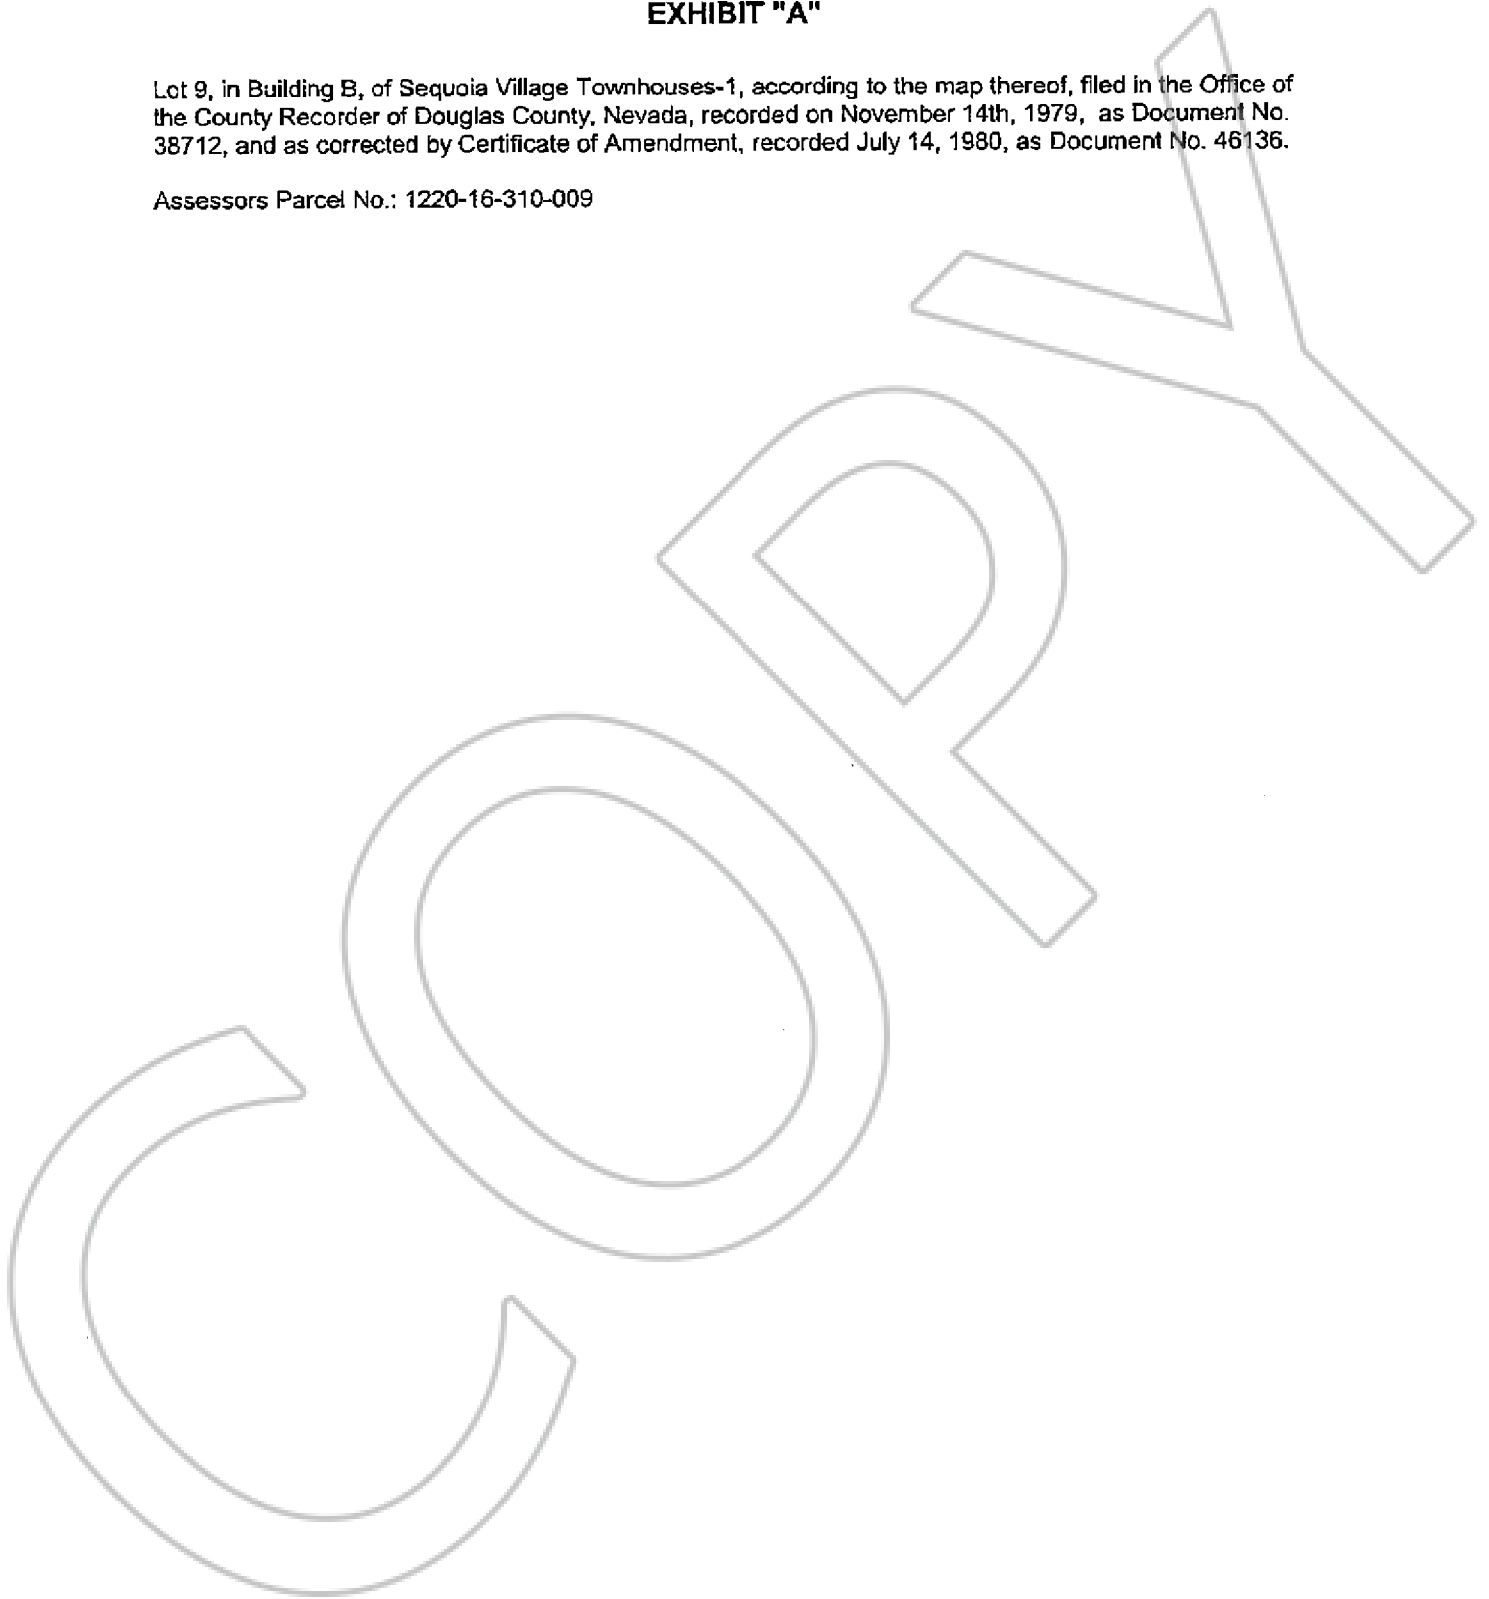 EXHIBIT "A"
Lot 9, in Building B, of Sequoia Village Townhouses-1, according to the map thereof, filed in the Office of
the County Recorder of Douglas County, Nevada, recorded on November 14th, 1979, as Document No.
38712, and as corrected by Certificate of Amendment, recorded July 14, 1980, as Document No. 46136.
Assessors Parcel No.: 1220-16-310-009
COPY